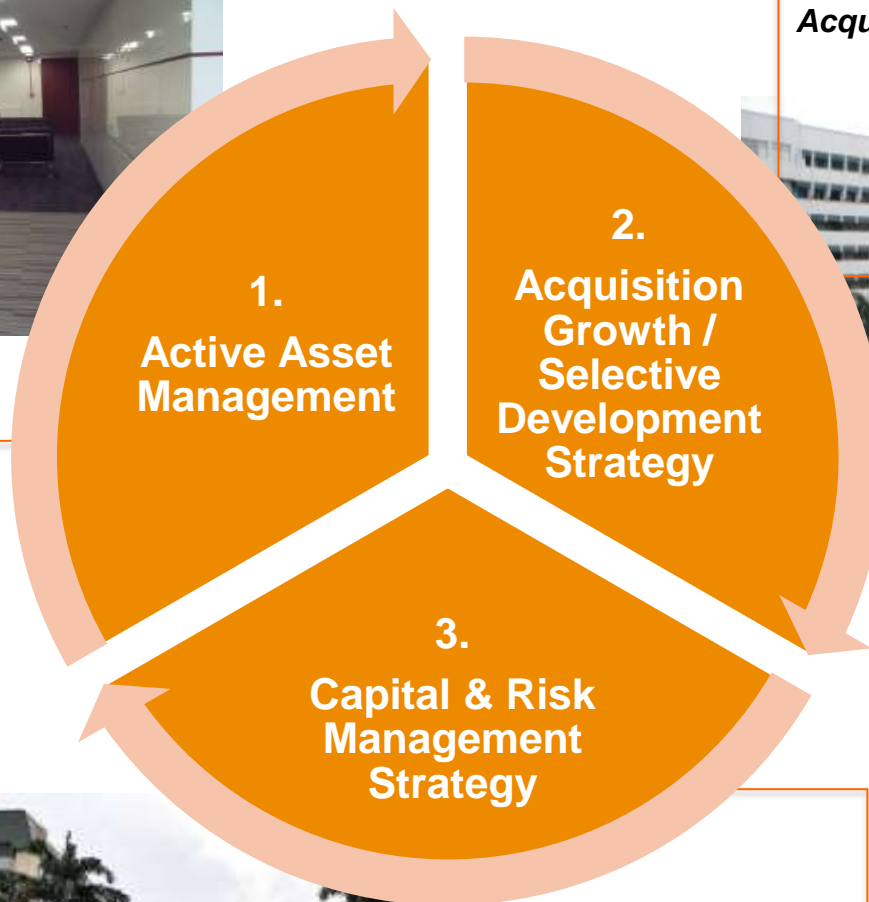 Acqu
1.
Active Asset
Management
2.
Acquisition
Growth /
Selective
Development
Strategy
3.
Capital & Risk
Management
Strategy